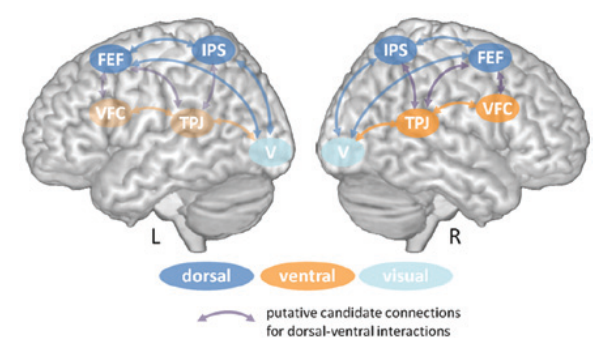 FEF
IPS
VFC
TPJ
V
IPS
FEF
VFC
TPJ
V
L
R
dorsal
ventral
visual
putative candidate connections
for dorsal-ventral interactions